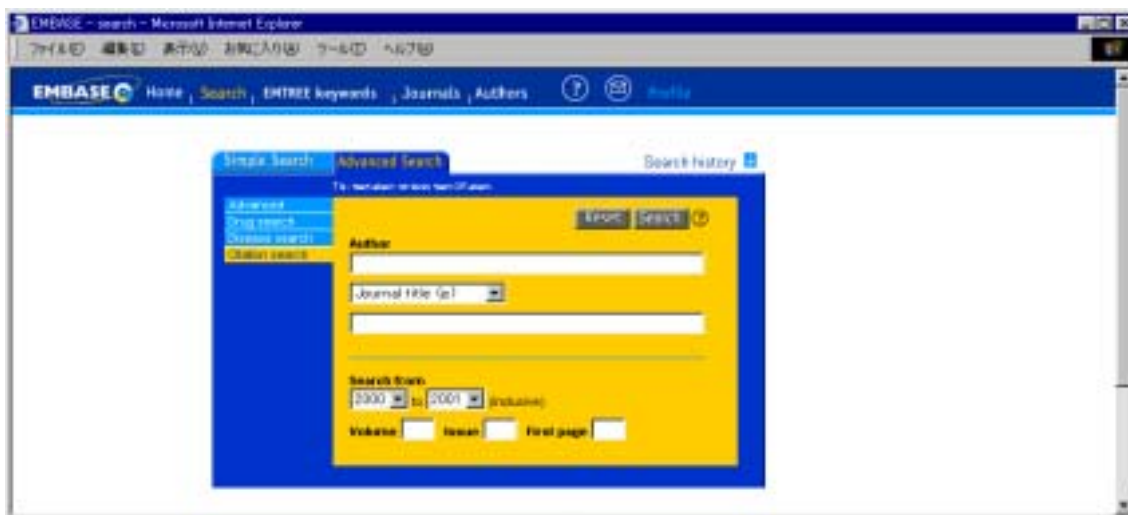 EMBASE - search - Microsoft Internet Explorer
ファイル(F) 編集(E) 表示(V) お気に入り(A) ツール(T) ヘルプ(H)
EMBASE Home , Search , EMTREE keywords , Journals , Authors ? Profile
Simple Search Advanced Search Search history
Advanced
Drug search
Disease search
Citation search
Reset Search ?
Author
Journal title
Search from
2000 to 2001 (inclusive)
Volume Issue First page